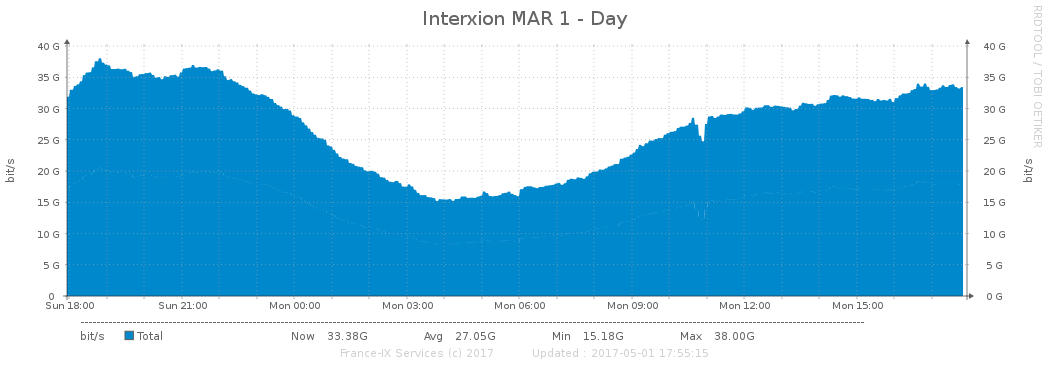 Interxion MAR 1 - Day
RRDTOOL / TOBI OETIKER
40 G 40 G
35 G 35 G
30 G 30 G
25 G 25 G
20 G 20 G
15 G 15 G
10 G 10 G
5 G 5 G
0 0 G
bit/s
bit/s
Sun 18:00 Sun 21:00 Mon 00:00 Mon 03:00 Mon 06:00 Mon 09:00 Mon 12:00 Mon 15:00
bit/s Total Now 33.38G Avg 27.05G Min 15.18G Max 38.00G
France-IX Services (c) 2017 Updated : 2017-05-01 17:55:15